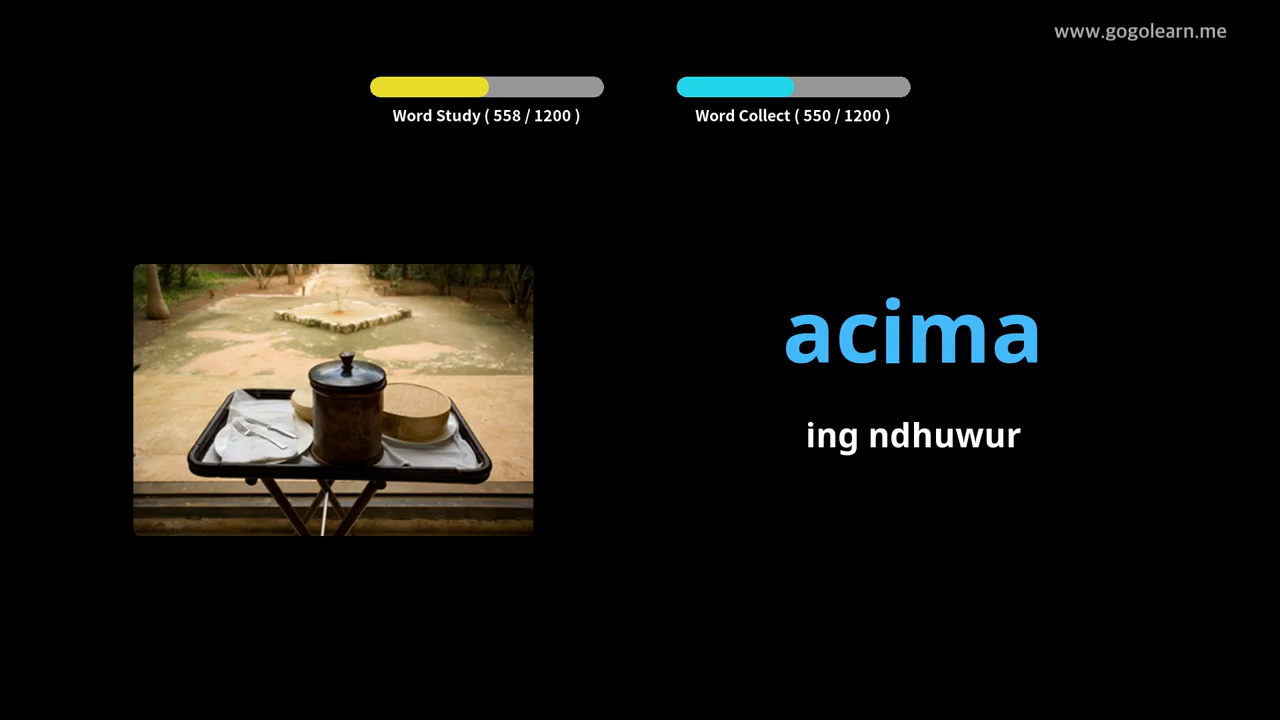 www.gogolearn.me
Word Study ( 558 / 1200 )
Word Collect ( 550 / 1200 )
acima
ing ndhuwur